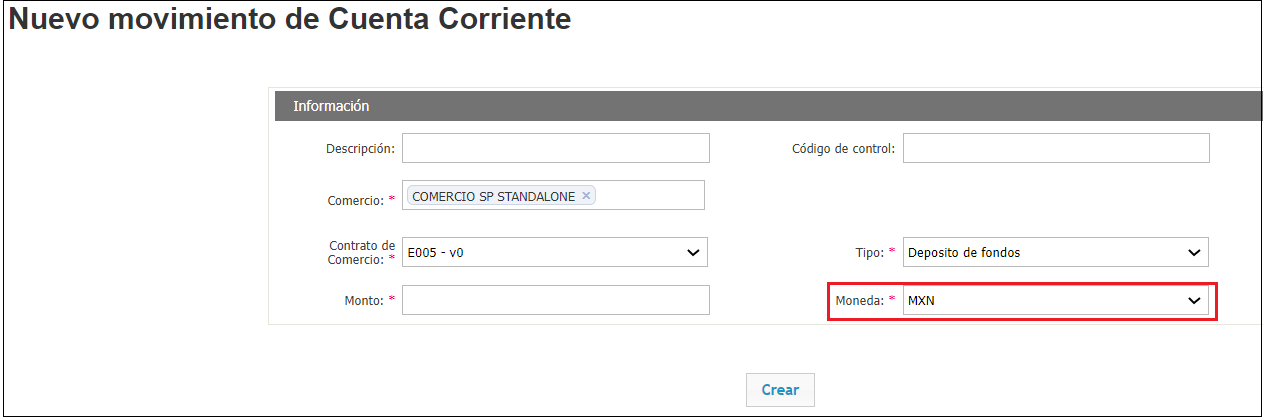 Nuevo movimiento de Cuenta Corriente
Información
Descripción:
Código de control:
Comercio: *
COMERCIO SP STANDALONE ×
Contrato de
Comercio: *
E005 - v0
Tipo: *
Deposito de fondos
Monto: *
Moneda: *
MXN
Crear